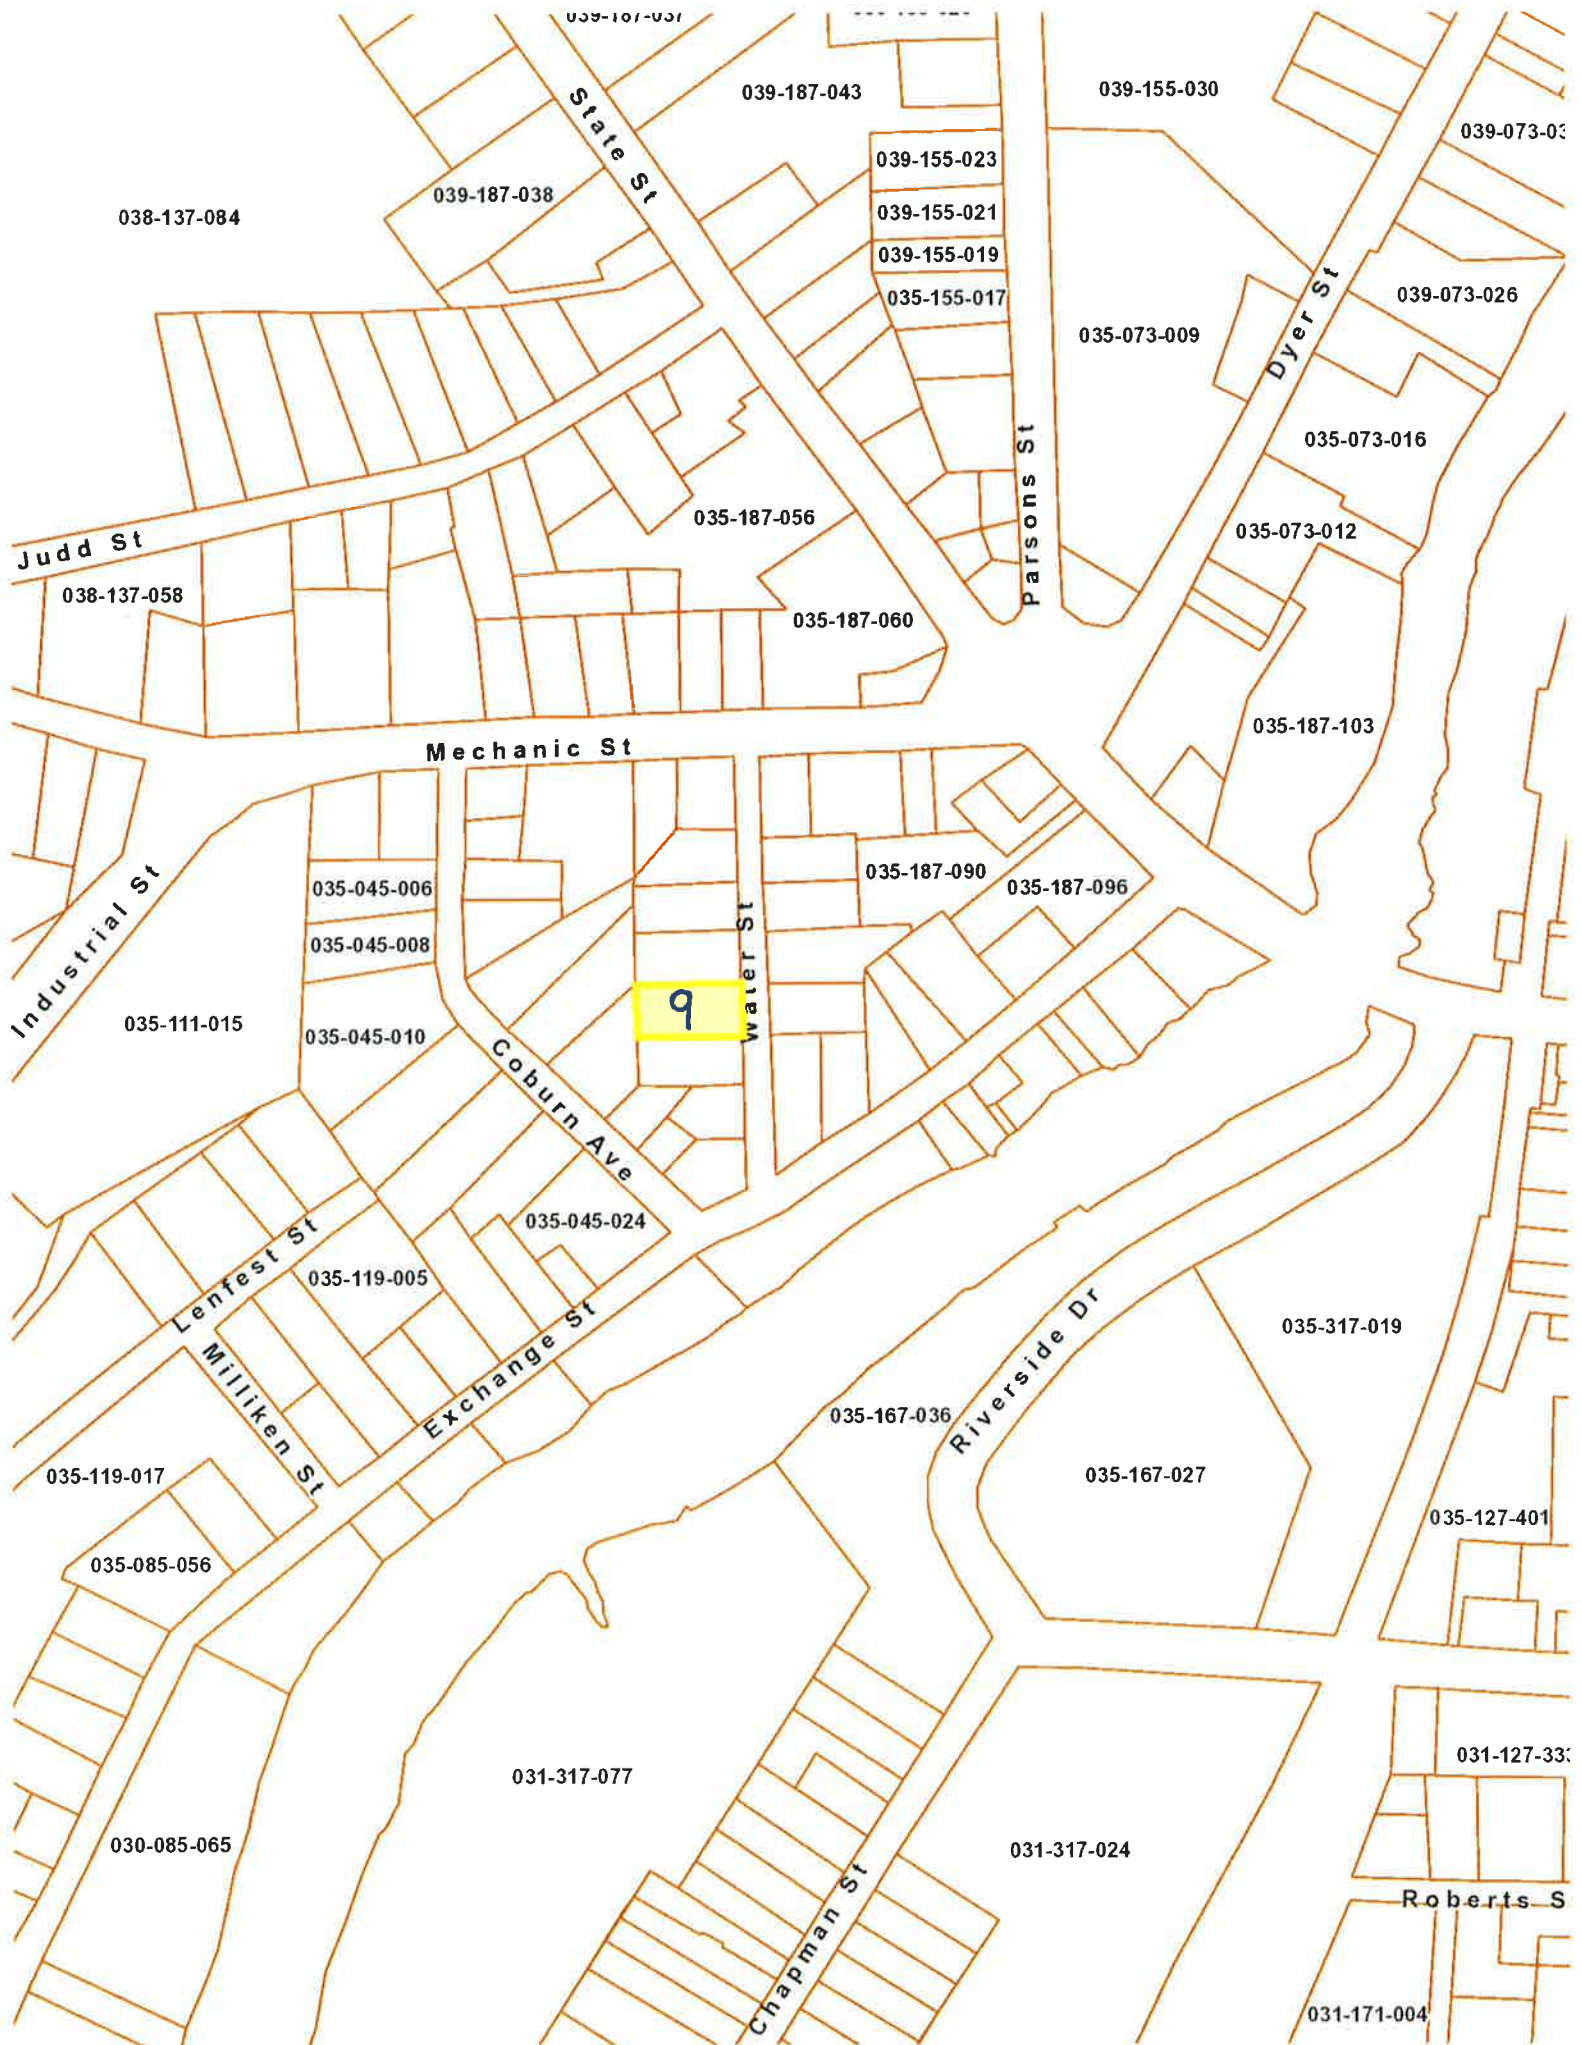 039-187-037
State St
039-187-043
039-155-030
039-155-023
039-187-038
039-155-021
038-137-084
039-155-019
035-155-017
039-073-026
035-073-009
Dyer St
035-073-016
Parsons St
035-187-056
035-073-012
Judd St
038-137-058
035-187-060
035-187-103
Mechanic St
035-187-090
035-045-006
035-187-096
035-045-008
Industrial St
Water St
9
035-111-015
035-045-010
Coburn Ave
035-045-024
Lenfest St
035-119-005
Exchange St
Riverside Dr
035-317-019
Milliken St
035-167-036
035-119-017
035-167-027
035-127-401
035-085-056
031-127-333
031-317-077
030-085-065
031-317-024
Chapman St
Roberts S
031-171-004